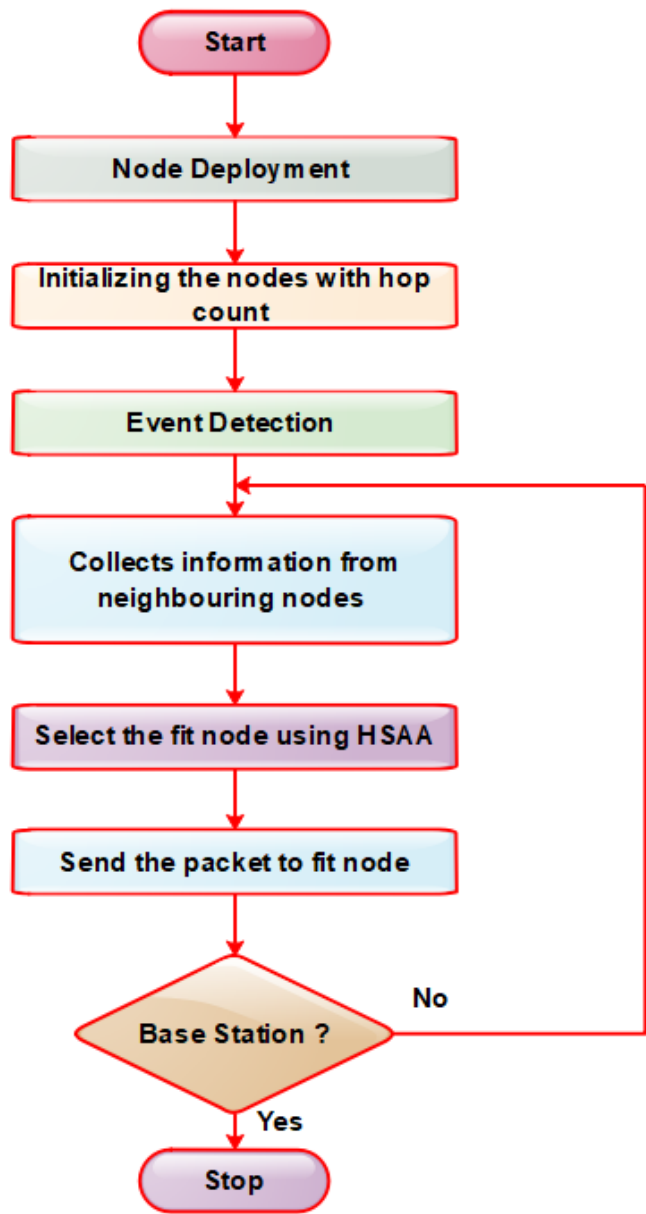 Start
Node Deployment
Initializing the nodes with hop
count
Event Detection
Collects information from
neighbouring nodes
Select the fit node using HSAA
Send the packet to fit node
Base Station ?
No
Yes
Stop